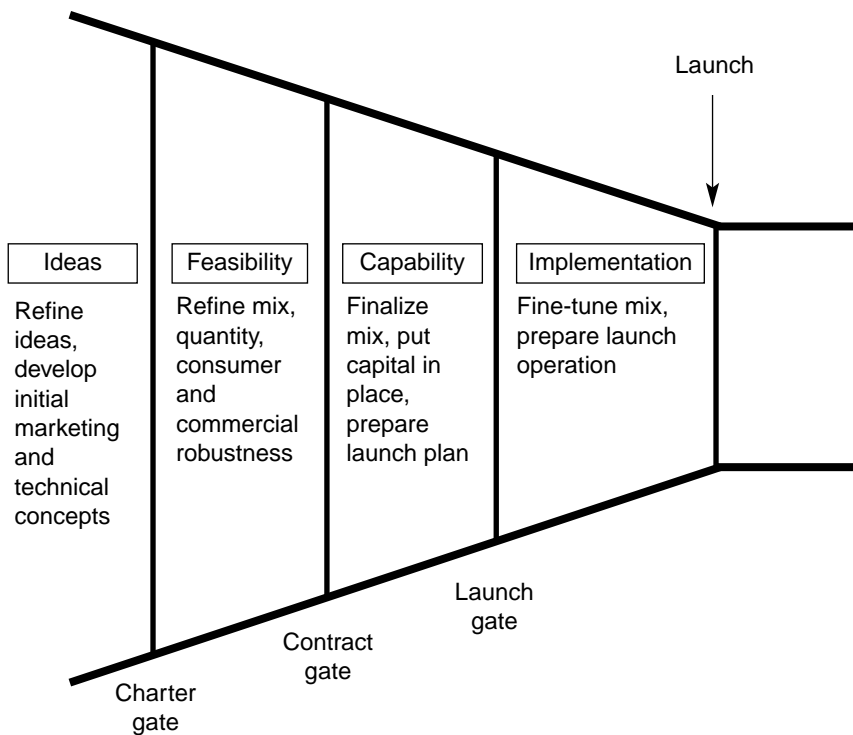 Launch
Ideas
Refine
ideas,
develop
initial
marketing
and
technical
concepts
Feasibility
Refine mix,
quantity,
consumer
and
commercial
robustness
Capability
Finalize
mix, put
capital in
place,
prepare
launch plan
Implementation
Fine-tune mix,
prepare launch
operation
Charter
gate
Contract
gate
Launch
gate